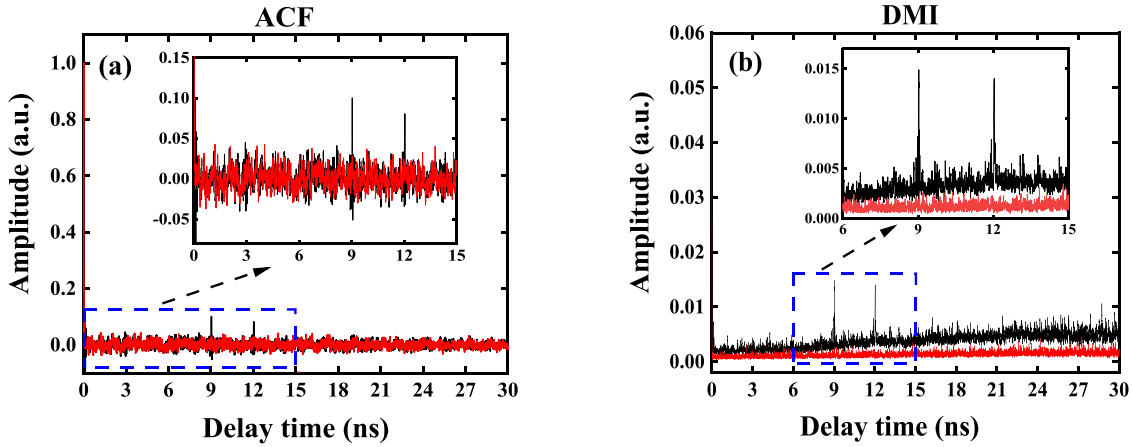 ACF
(a)
Amplitude (a.u.)
1.0
0.8
0.6
0.4
0.2
0.0
0 3 6 9 12 15 18 21 24 27 30
Delay time (ns)
0.15
0.10
0.05
0.00
−0.05
0 3 6 9 12 15
DMI
(b)
Amplitude (a.u.)
0.06
0.05
0.04
0.03
0.02
0.01
0.00
0 3 6 9 12 15 18 21 24 27 30
Delay time (ns)
0.015
0.010
0.005
0.000
6 9 12 15